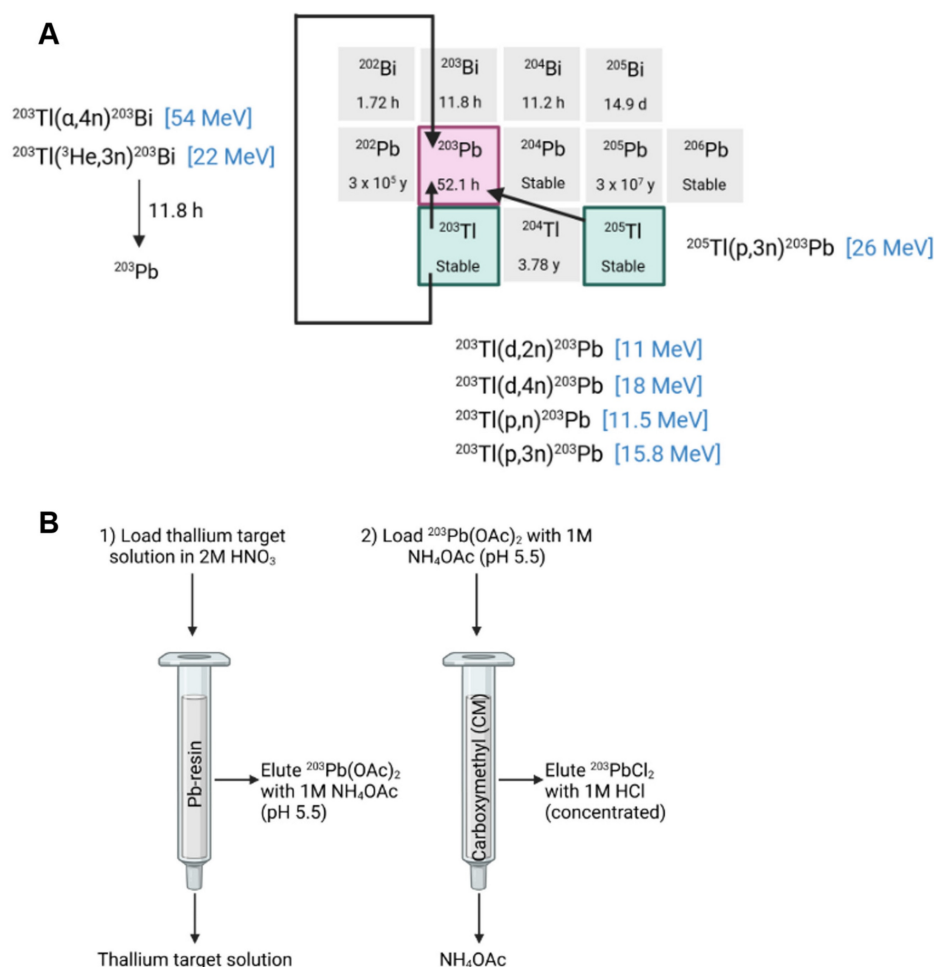 A
²⁰³Tl(α,4n)²⁰³Bi [54 MeV]
²⁰³Tl(³He,3n)²⁰³Bi [22 MeV]
11.8 h
²⁰³Pb
²⁰²Bi
1.72 h
²⁰³Bi
11.8 h
²⁰⁴Bi
11.2 h
²⁰⁵Bi
14.9 d
²⁰²Pb
3 x 10⁵ y
²⁰³Pb
52.1 h
²⁰⁴Pb
Stable
²⁰⁵Pb
3 x 10⁷ y
²⁰⁶Pb
Stable
²⁰³Tl
Stable
²⁰⁴Tl
3.78 y
²⁰⁵Tl
Stable
²⁰⁵Tl(p,3n)²⁰³Pb [26 MeV]
²⁰³Tl(d,2n)²⁰³Pb [11 MeV]
²⁰³Tl(d,4n)²⁰³Pb [18 MeV]
²⁰³Tl(p,n)²⁰³Pb [11.5 MeV]
²⁰³Tl(p,3n)²⁰³Pb [15.8 MeV]
B
1) Load thallium target
solution in 2M HNO₃
Pb-resin
Elute ²⁰³Pb(OAc)₂
with 1M NH₄OAc
(pH 5.5)
Thallium target solution
2) Load ²⁰³Pb(OAc)₂ with 1M
NH₄OAc (pH 5.5)
Carboxymethyl (CM)
Elute ²⁰³PbCl₂
with 1M HCl
(concentrated)
NH₄OAc